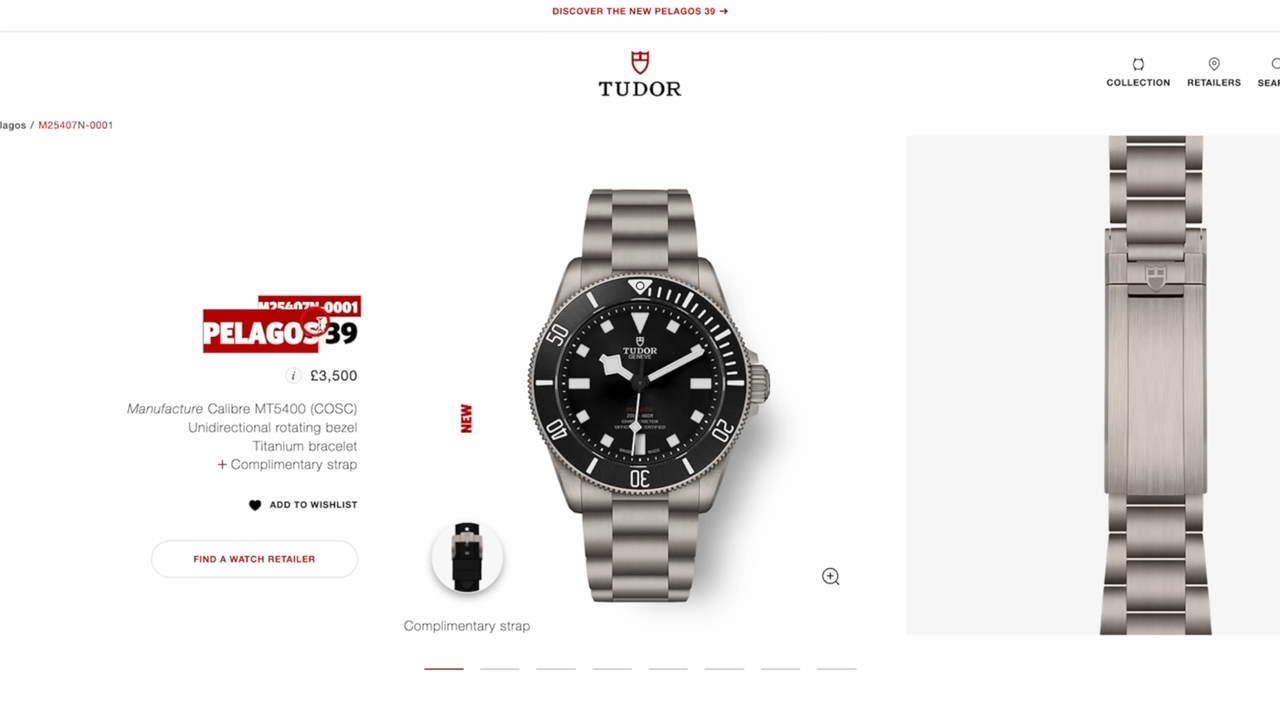 DISCOVER THE NEW PELAGOS 39 →
TUDOR
COLLECTION
RETAILERS
lagos / M25407N-0001
M25407N-0001
PELAGOS 39
i £3,500
Manufacture Calibre MT5400 (COSC)
Unidirectional rotating bezel
Titanium bracelet
+ Complimentary strap
ADD TO WISHLIST
FIND A WATCH RETAILER
NEW
Complimentary strap
50
40
30
20
TUDOR
GENEVE